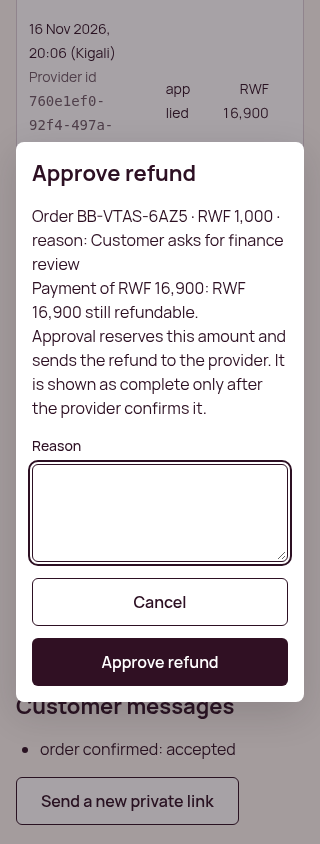 16 Nov 2026,
20:06 (Kigali)
Provider id
760e1ef0-
92f4-497a-
app
lied
RWF
16,900
Approve refund
Order BB-VTAS-6AZ5 · RWF 1,000 ·
reason: Customer asks for finance
review
Payment of RWF 16,900: RWF
16,900 still refundable.
Approval reserves this amount and
sends the refund to the provider. It
is shown as complete only after
the provider confirms it.
Reason
Cancel
Approve refund
Customer messages
order confirmed: accepted
Send a new private link